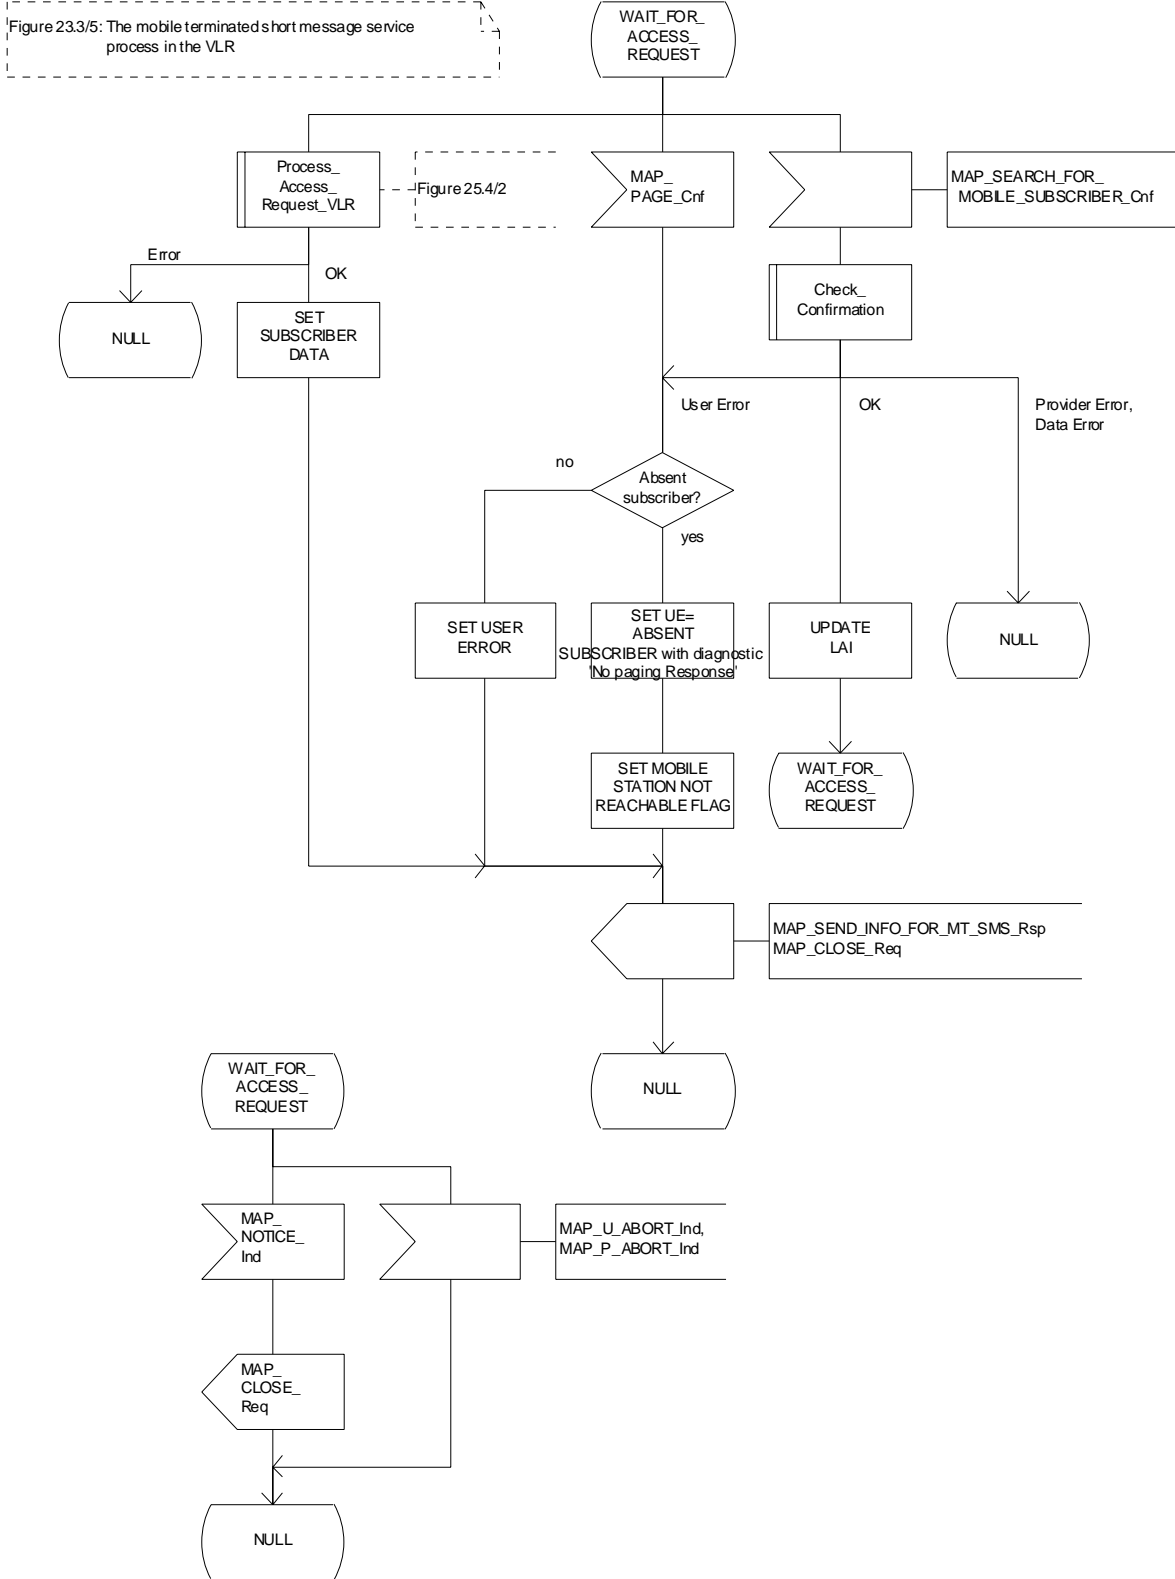 Figure 23.3/5: The mobile terminated short message service
process in the VLR
WAIT_FOR_
ACCESS_
REQUEST
Process_
Access_
Request_VLR
Figure 25.4/2
MAP_
PAGE_Cnf
MAP_SEARCH_FOR_
MOBILE_SUBSCRIBER_Cnf
Error
OK
NULL
SET
SUBSCRIBER
DATA
Check_
Confirmation
User Error
OK
Provider Error,
Data Error
no
Absent
subscriber?
yes
SET USER
ERROR
SET UE=
ABSENT
SUBSCRIBER with diagnostic
'No paging Response'
UPDATE
LAI
NULL
SET MOBILE
STATION NOT
REACHABLE FLAG
WAIT_FOR_
ACCESS_
REQUEST
MAP_SEND_INFO_FOR_MT_SMS_Rsp
MAP_CLOSE_Req
NULL
WAIT_FOR_
ACCESS_
REQUEST
MAP_
NOTICE_
Ind
MAP_U_ABORT_Ind,
MAP_P_ABORT_Ind
MAP_
CLOSE_
Req
NULL